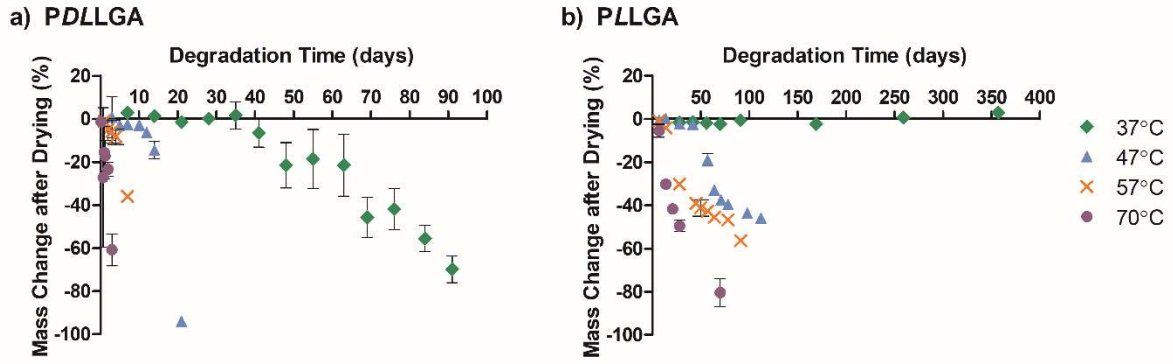 a) PDLLGA
Degradation Time (days)
Mass Change after Drying (%)
20
0
-20
-40
-60
-80
-100
10 20 30 40 50 60 70 80 90 100
b) PLLGA
Degradation Time (days)
Mass Change after Drying (%)
20
0
-20
-40
-60
-80
-100
50 100 150 200 250 300 350 400
37°C
47°C
57°C
70°C